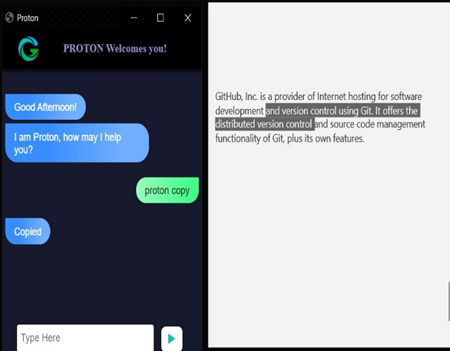 Proton
PROTON Welcomes you!
Good Afternoon!
I am Proton, how may I help
you?
proton copy
Copied
Type Here
GitHub, Inc. is a provider of Internet hosting for software
development and version control using Git. It offers the
distributed version control and source code management
functionality of Git, plus its own features.